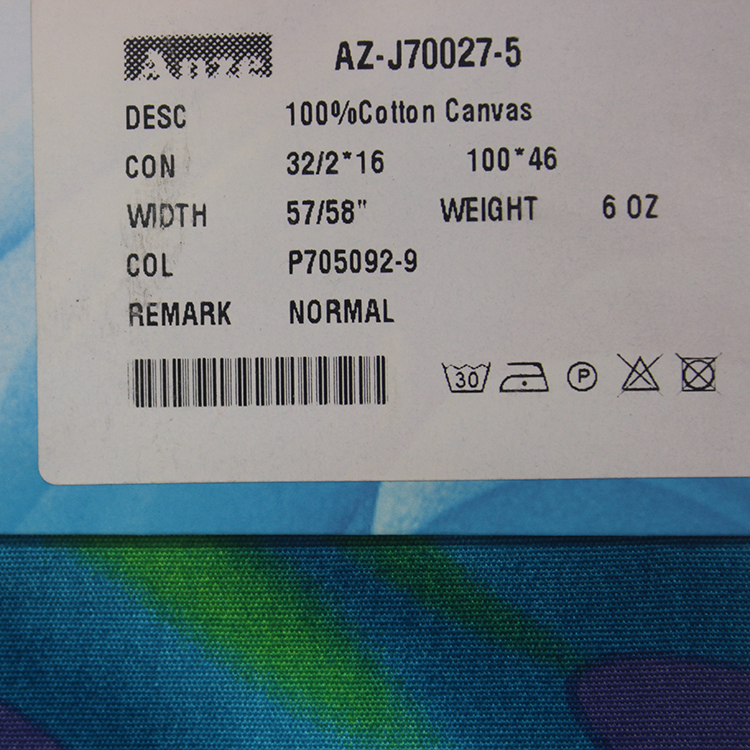 Anze AZ-J70027-5
DESC 100%Cotton Canvas
CON 32/2*16 100*46
WIDTH 57/58" WEIGHT 6 OZ
COL P705092-9
REMARK NORMAL
30 P